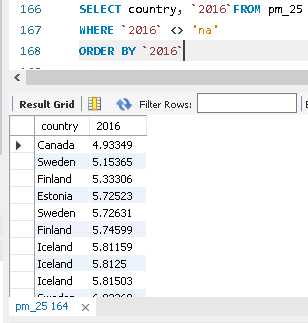 166 SELECT country, `2016`FROM pm_25
167 WHERE `2016` <> 'na'
168 ORDER BY `2016`
Result Grid Filter Rows:
country 2016
Canada 4.93349
Sweden 5.15365
Finland 5.33306
Estonia 5.72523
Sweden 5.72631
Finland 5.74599
Iceland 5.81159
Iceland 5.8125
Iceland 5.81503
pm_25 164